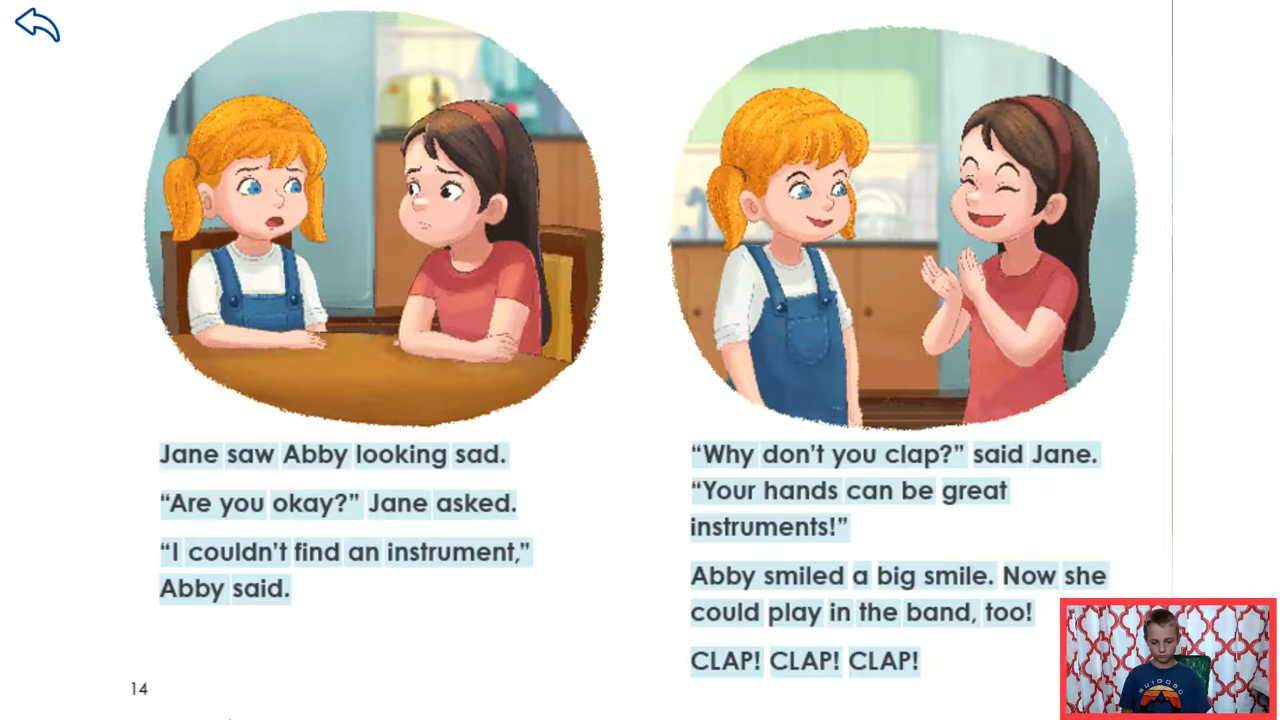 Jane saw Abby looking sad.
“Are you okay?” Jane asked.
“I couldn’t find an instrument,”
Abby said.
14
“Why don’t you clap?” said Jane.
“Your hands can be great
instruments!”
Abby smiled a big smile. Now she
could play in the band, too!
CLAP! CLAP! CLAP!
RUIDOSO